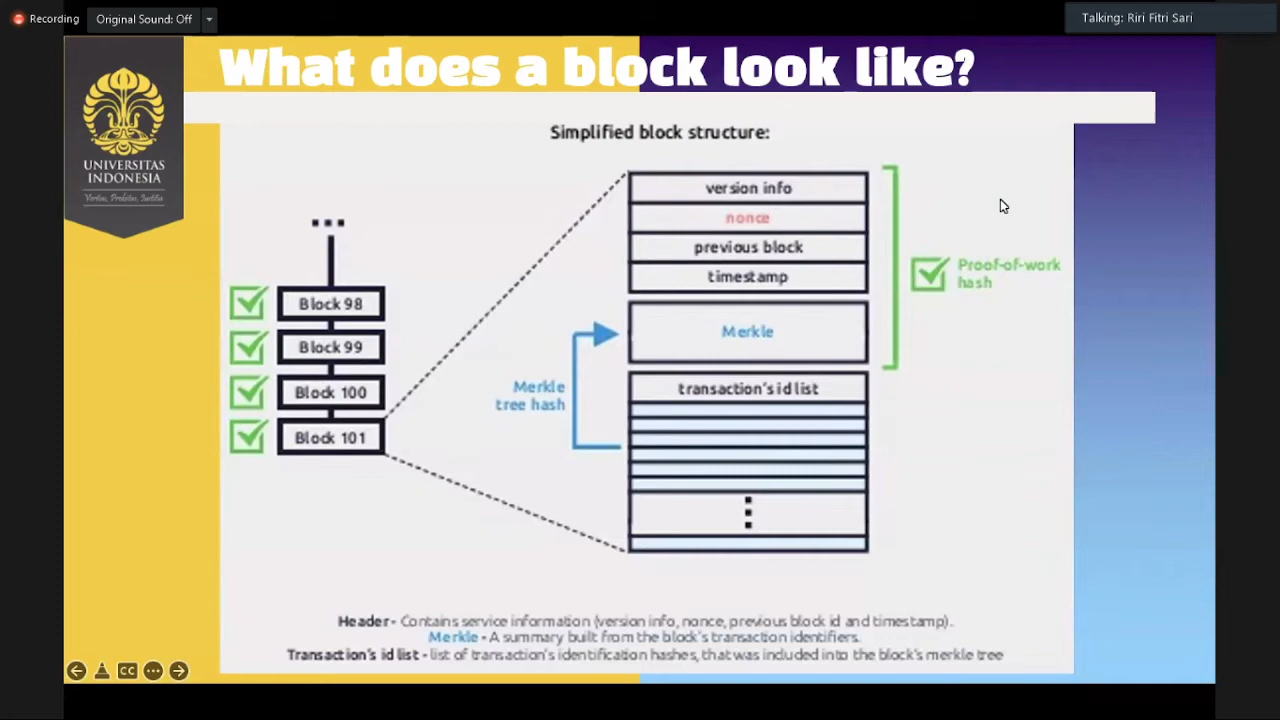 Recording
Original Sound: Off
Talking: Riri Fitri Sari
What does a block look like?
UNIVERSITAS
INDONESIA
Veritas, Probitas, Iustitia
Simplified block structure:
version info
nonce
previous block
timestamp
Proof-of-work
hash
Block 98
Block 99
Block 100
Block 101
Merkle
Merkle
tree hash
transaction's id list
Header - Contains service information (version info, nonce, previous block id and timestamp).
Merkle - A summary built from the block's transaction identifiers.
Transaction's id list - list of transaction's identification hashes, that was included into the block's merkle tree
CC